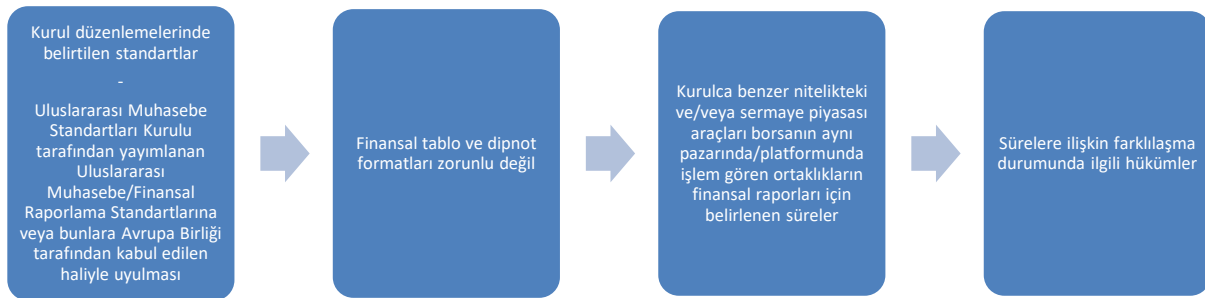 Kurul düzenlemelerinde
belirtilen standartlar
-
Uluslararası Muhasebe
Standartları Kurulu
tarafından yayımlanan
Uluslararası
Muhasebe/Finansal
Raporlama Standartlarına
veya bunlara Avrupa Birliği
tarafından kabul edilen
haliyle uyulması
Finansal tablo ve dipnot
formatları zorunlu değil
Kurulca benzer nitelikteki
ve/veya sermaye piyasası
araçları borsanın aynı
pazarında/platformunda
işlem gören ortaklıkların
finansal raporları için
belirlenen süreler
Sürelere ilişkin farklılaşma
durumunda ilgili hükümler